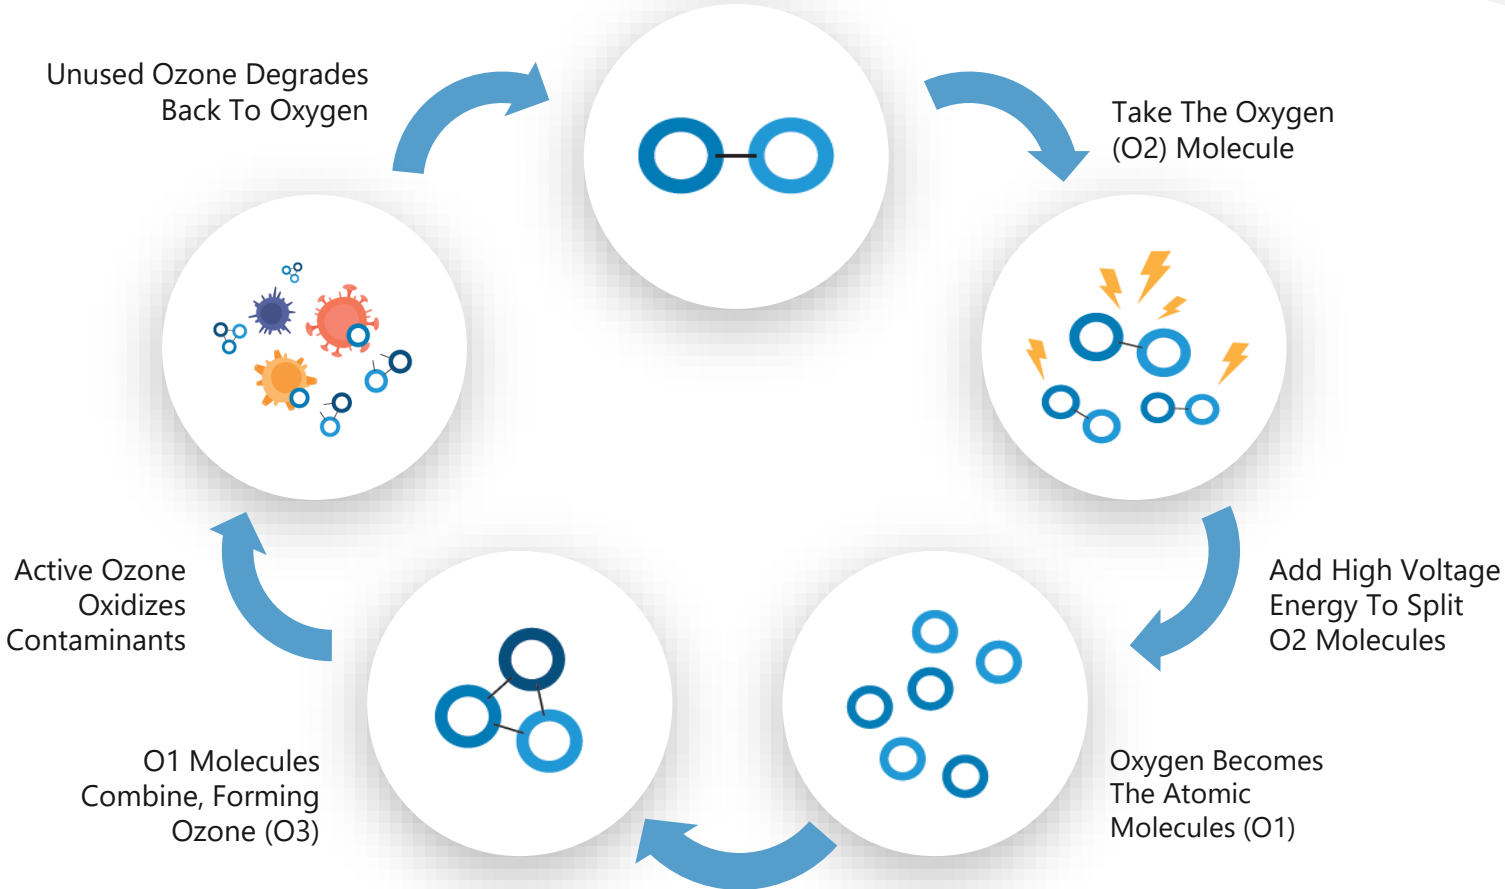 Unused Ozone Degrades
Back To Oxygen
Take The Oxygen
(O2) Molecule
Add High Voltage
Energy To Split
O2 Molecules
Oxygen Becomes
The Atomic
Molecules (O1)
O1 Molecules
Combine, Forming
Ozone (O3)
Active Ozone
Oxidizes
Contaminants